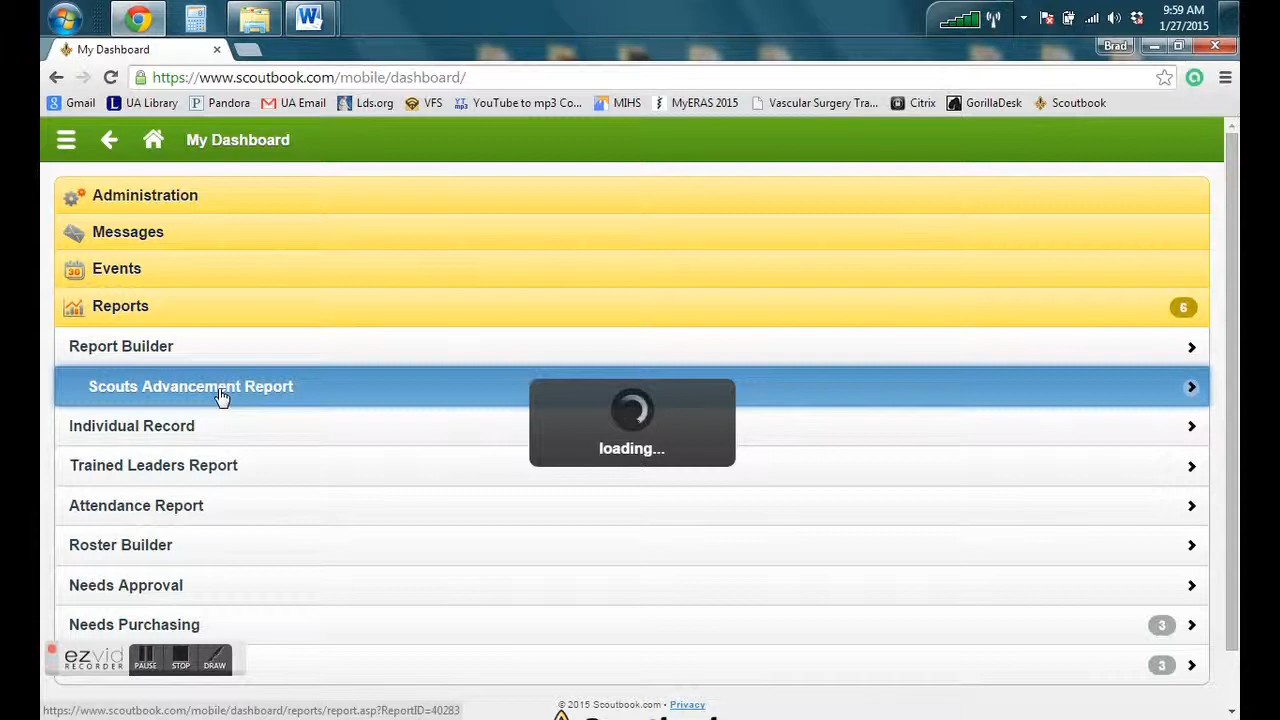 9:59 AM
1/27/2015
My Dashboard
Brad
https://www.scoutbook.com/mobile/dashboard/
Gmail UA Library Pandora UA Email Lds.org VFS YouTube to mp3 Co... MIHS MyERAS 2015 Vascular Surgery Tra... Citrix GorillaDesk Scoutbook
My Dashboard
Administration
Messages
Events
Reports 6
Report Builder
Scouts Advancement Report
loading...
Individual Record
Trained Leaders Report
Attendance Report
Roster Builder
Needs Approval
Needs Purchasing 3
3
ezvid
RECORDER
PAUSE STOP DRAW
© 2015 Scoutbook.com • Privacy
https://www.scoutbook.com/mobile/dashboard/reports/report.asp?ReportID=40283